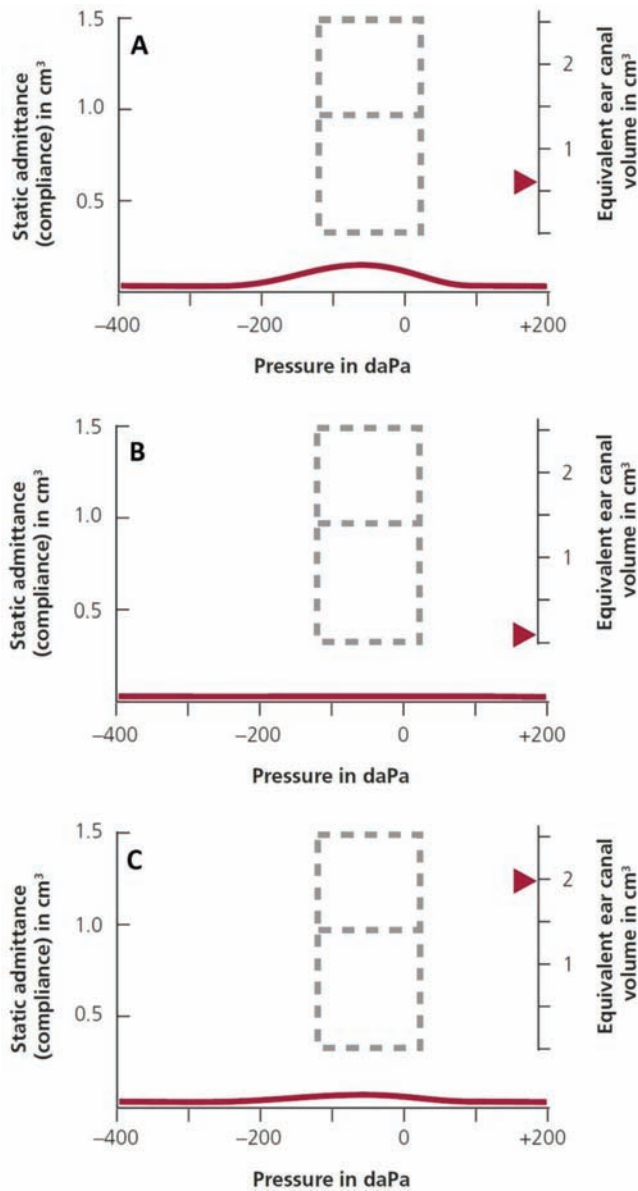 A
1.5
1.0
0.5
Static admittance
(compliance) in cm³
2
1
Equivalent ear canal
volume in cm³
–400
–200
0
+200
Pressure in daPa
B
1.5
1.0
0.5
Static admittance
(compliance) in cm³
2
1
Equivalent ear canal
volume in cm³
–400
–200
0
+200
Pressure in daPa
C
1.5
1.0
0.5
Static admittance
(compliance) in cm³
2
1
Equivalent ear canal
volume in cm³
–400
–200
0
+200
Pressure in daPa